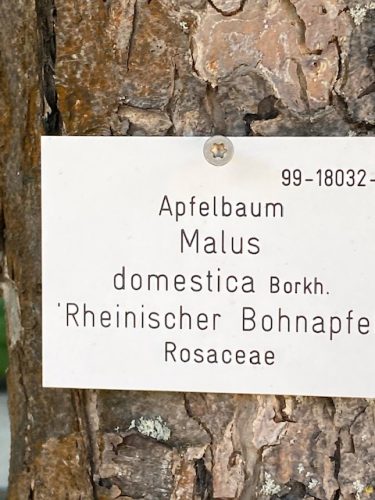 99-18032-
Apfelbaum
Malus
domestica Borkh.
'Rheinischer Bohnapfe
Rosaceae